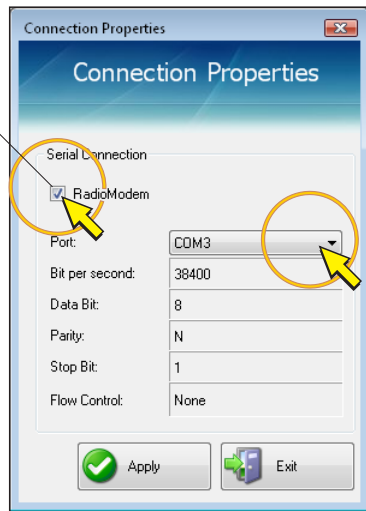 Connection Properties
Connection Properties
Serial Connection
RadioModem
Port: COM3
Bit per second: 38400
Data Bit: 8
Parity: N
Stop Bit: 1
Flow Control: None
Apply Exit